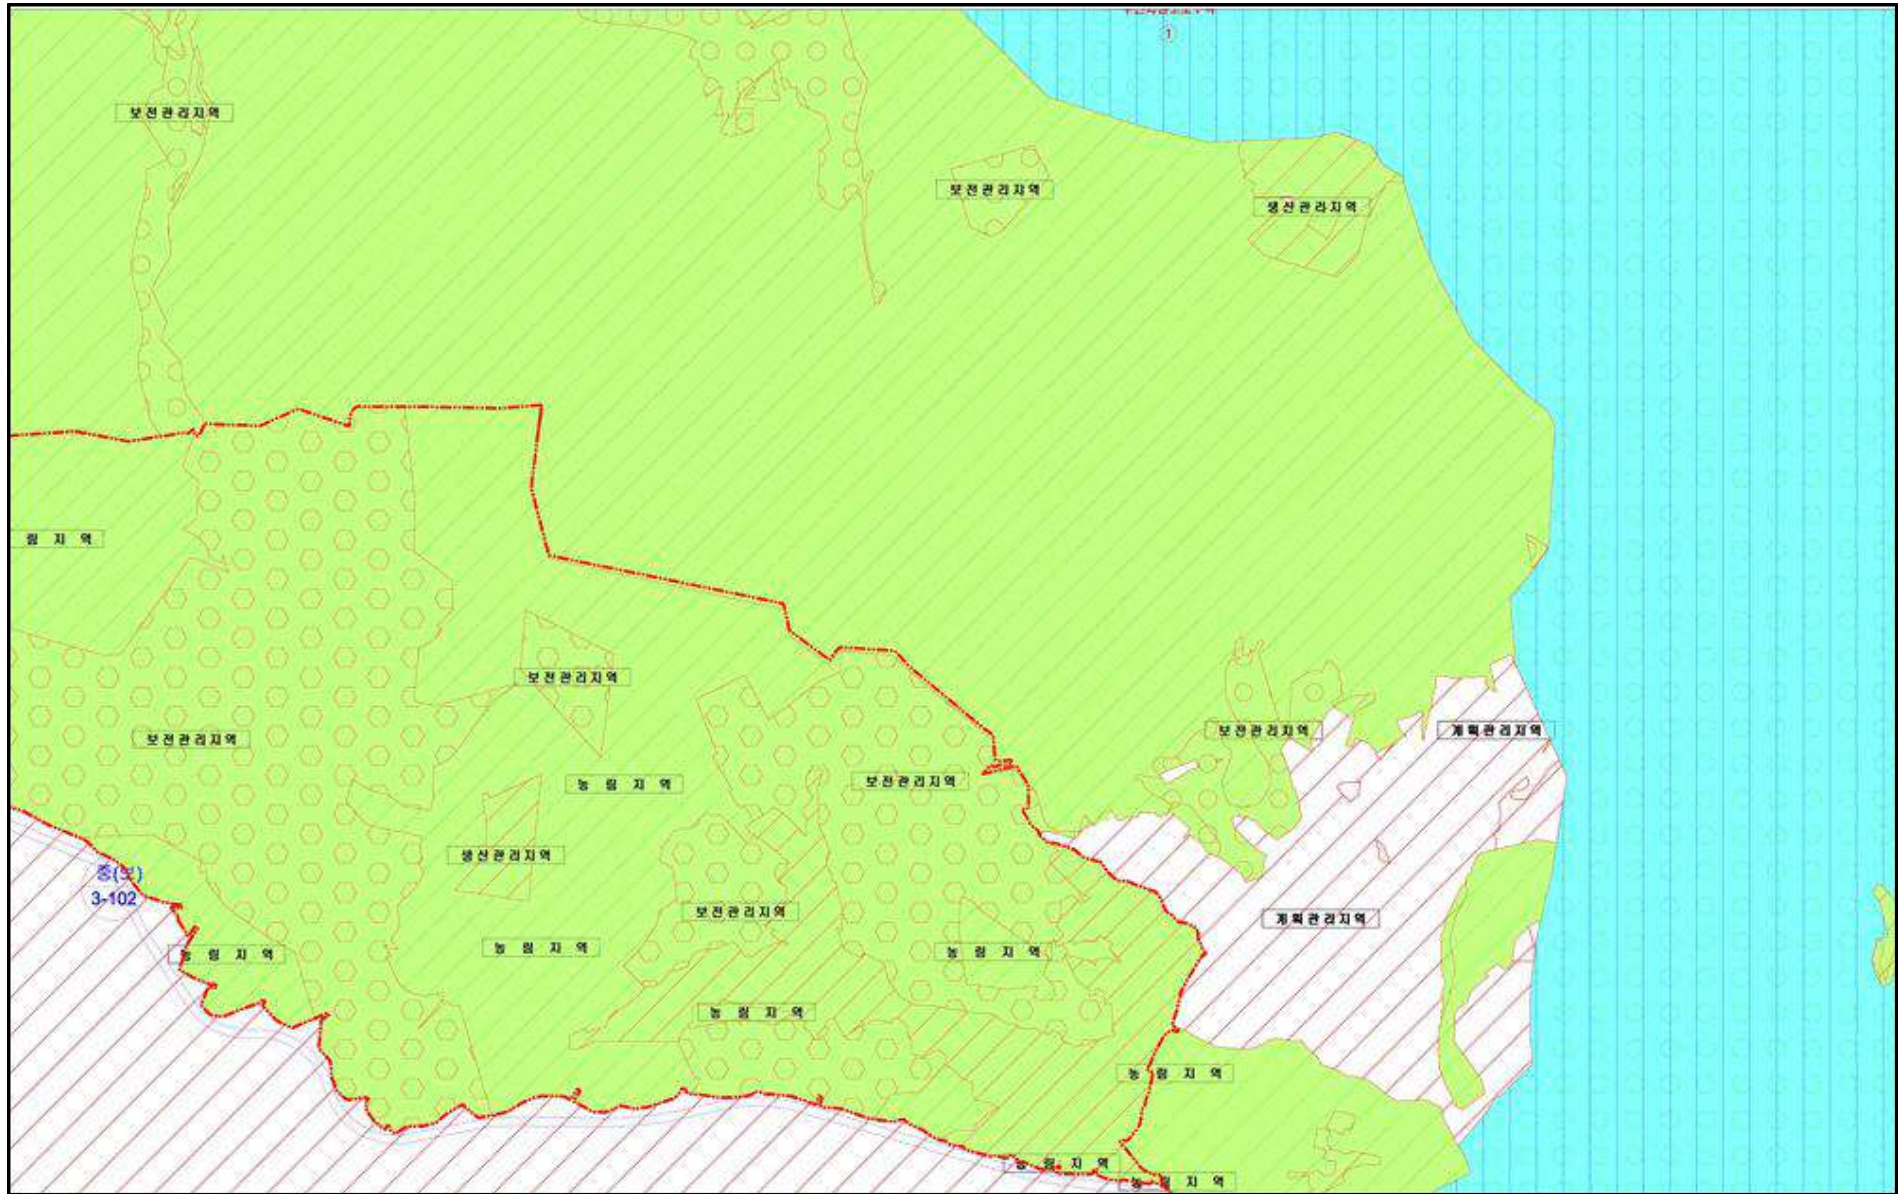 1
보전관리지역
보전관리지역
생산관리지역
림 지 역
보전관리지역
보전관리지역
계획관리지역
보전관리지역
농 림 지 역
보전관리지역
생산관리지역
중(보)
3-102
보전관리지역
계획관리지역
농 림 지 역
농 림 지 역
농 림 지 역
농 림 지 역
농 림 지 역
농 림 지 역
농 림 지 역